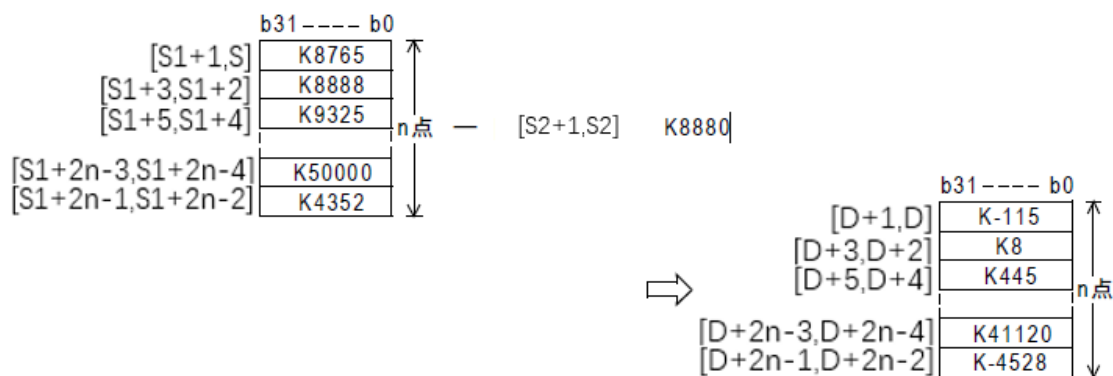 b31 ---- b0
[S1+1,S] K8765
[S1+3,S1+2] K8888
[S1+5,S1+4] K9325
n点 — [S2+1,S2] K8880
[S1+2n-3,S1+2n-4] K50000
[S1+2n-1,S1+2n-2] K4352
b31 ---- b0
[D+1,D] K-115
[D+3,D+2] K8
[D+5,D+4] K445
n点
[D+2n-3,D+2n-4] K41120
[D+2n-1,D+2n-2] K-4528